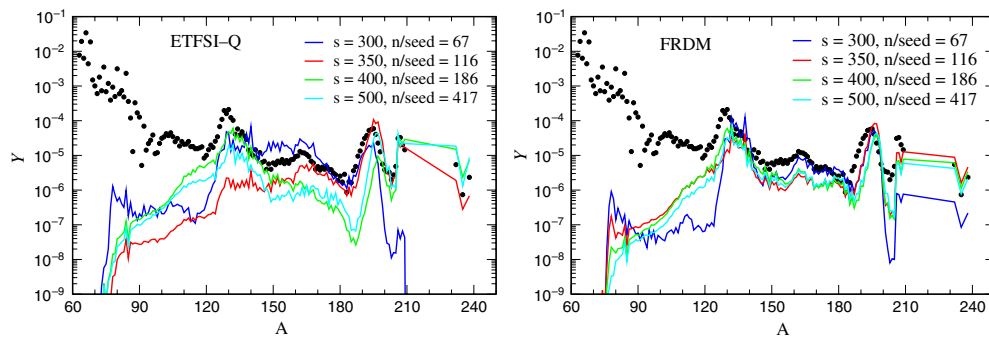 ETFSI–Q
s = 300, n/seed = 67
s = 350, n/seed = 116
s = 400, n/seed = 186
s = 500, n/seed = 417
10⁻¹
10⁻²
10⁻³
10⁻⁴
10⁻⁵
10⁻⁶
10⁻⁷
10⁻⁸
10⁻⁹
Y
60 90 120 150 180 210 240
A
FRDM
s = 300, n/seed = 67
s = 350, n/seed = 116
s = 400, n/seed = 186
s = 500, n/seed = 417
10⁻¹
10⁻²
10⁻³
10⁻⁴
10⁻⁵
10⁻⁶
10⁻⁷
10⁻⁸
10⁻⁹
Y
60 90 120 150 180 210 240
A